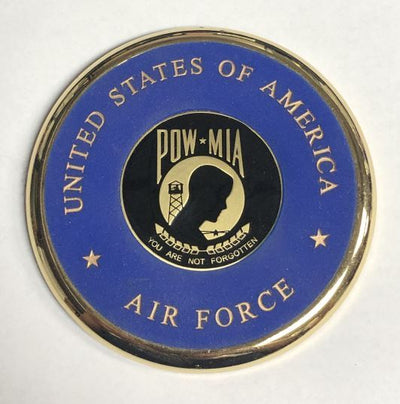 UNITED STATES OF AMERICA
POW★MIA
YOU ARE NOT FORGOTTEN
AIR FORCE